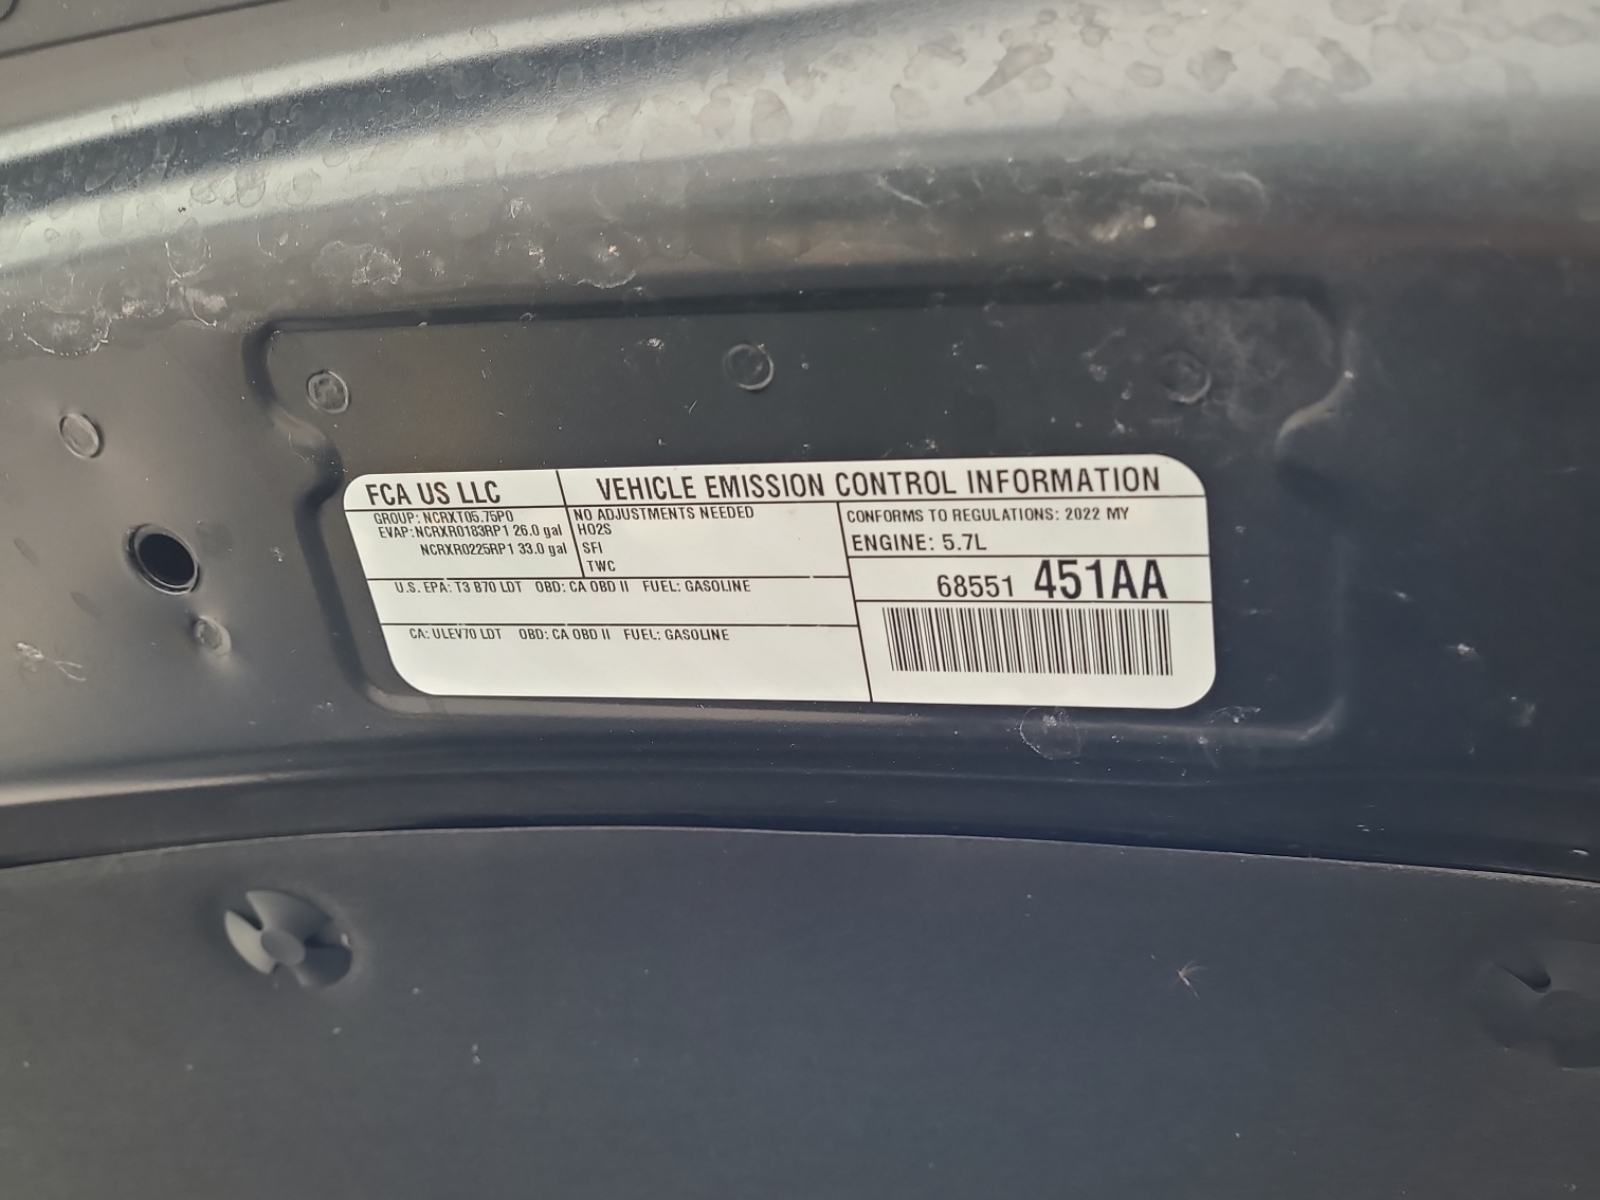 FCA US LLC
VEHICLE EMISSION CONTROL INFORMATION
GROUP: NCRXT05.75P0
EVAP: NCRXR0183RP1 26.0 gal
NCRXR0225RP1 33.0 gal
NO ADJUSTMENTS NEEDED
HO2S
SFI
TWC
CONFORMS TO REGULATIONS: 2022 MY
ENGINE: 5.7L
U.S. EPA: T3 B70 LDT OBD: CA OBD II FUEL: GASOLINE
CA: ULEV70 LDT OBD: CA OBD II FUEL: GASOLINE
68551 451AA